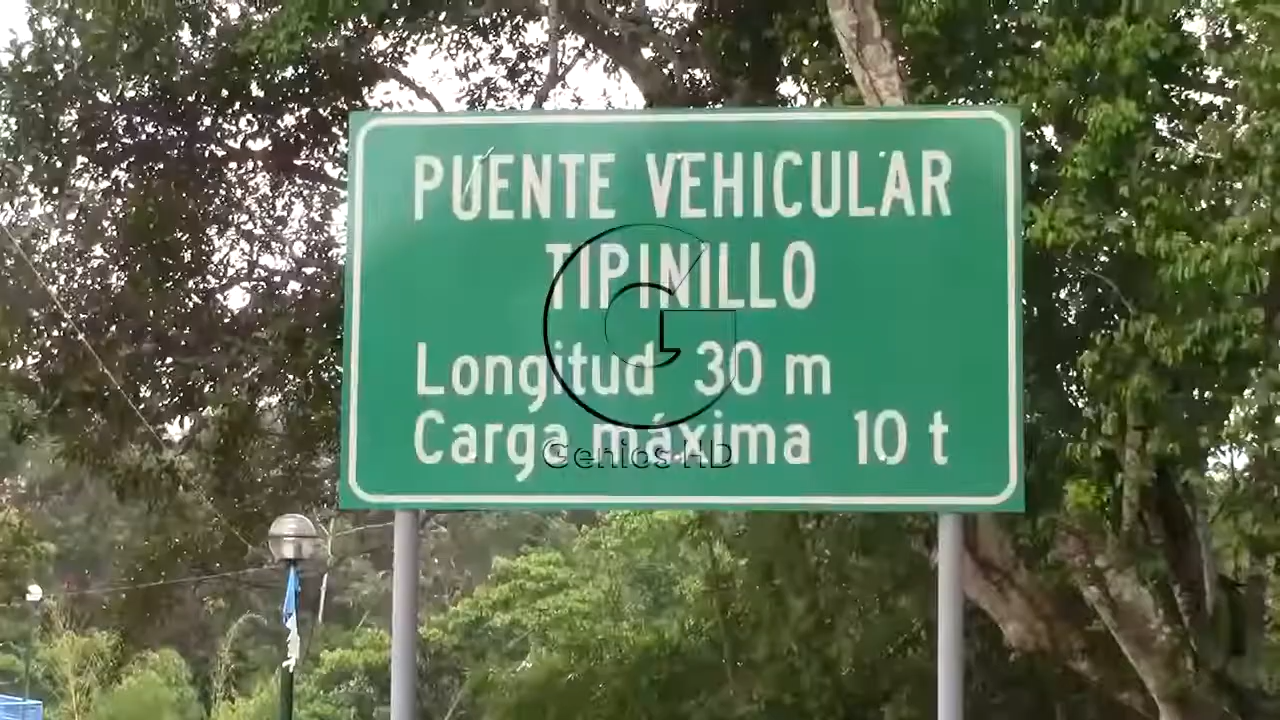 PUENTE VEHICULAR
TIPINILLO
Longitud 30 m
Carga máxima 10 t
Genios HD